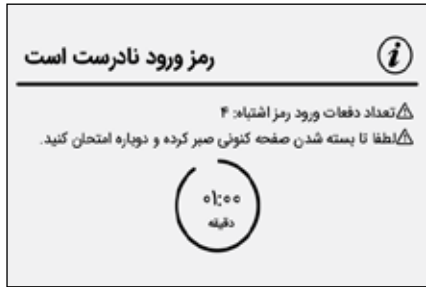 رمز ورود نادرست است
تعداد دفعات ورود رمز اشتباه: ۴
لطفا تا بسته شدن صفحه کنونی صبر کرده و دوباره امتحان کنید.
۰۱:۰۰
دقیقه